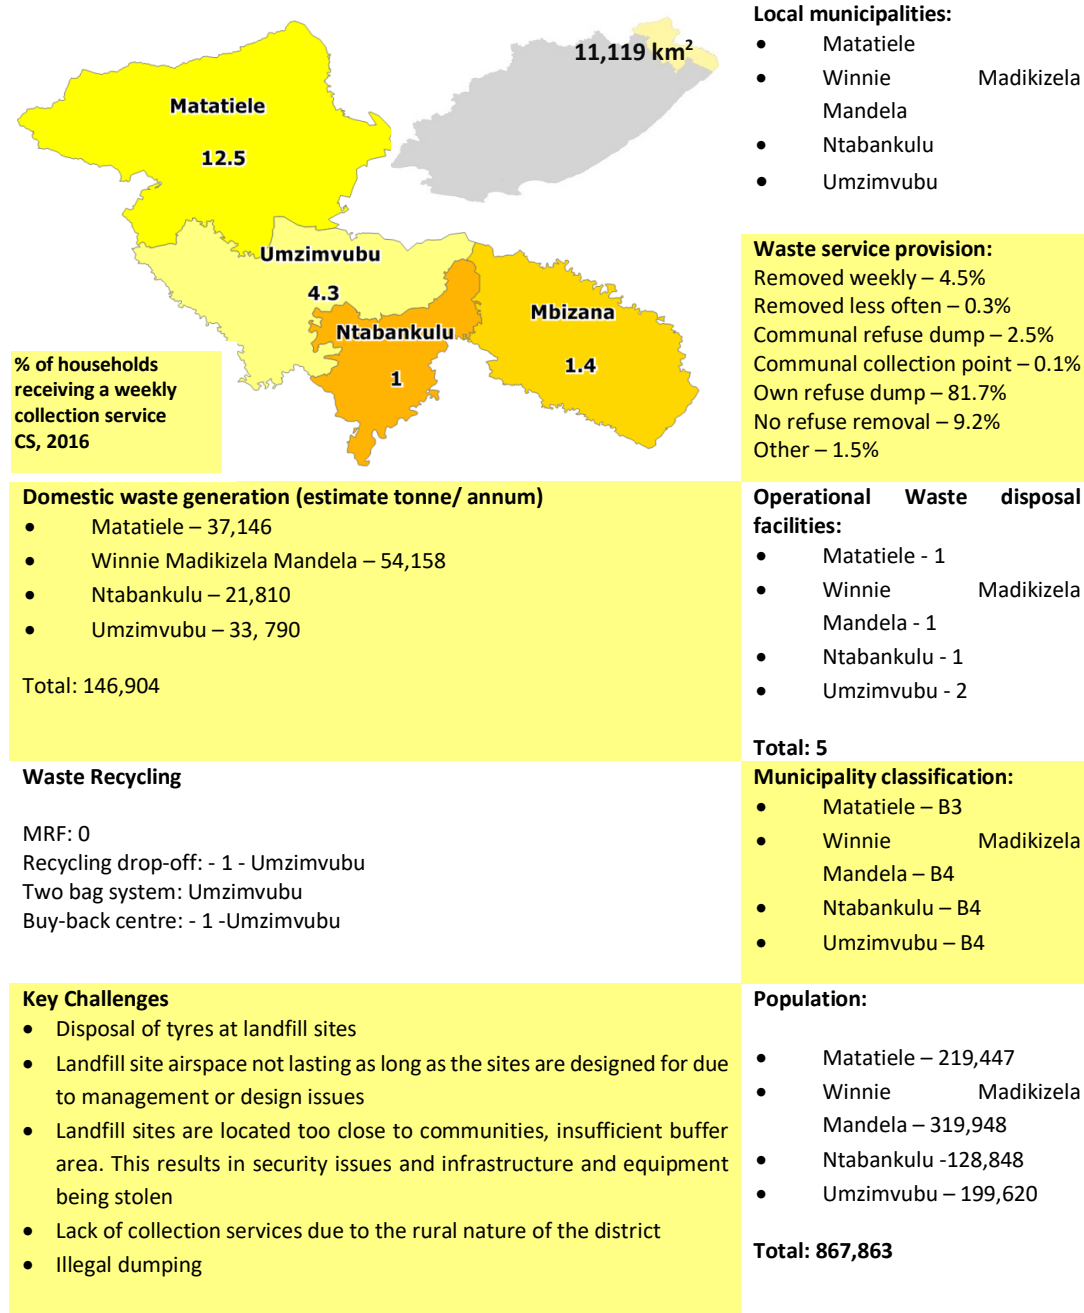 11,119 km²
Matatiele
12.5
Umzimvubu
4.3
Ntabankulu
1
Mbizana
1.4
% of households
receiving a weekly
collection service
CS, 2016
Local municipalities:
• Matatiele
• Winnie Madikizela
Mandela
• Ntabankulu
• Umzimvubu
Waste service provision:
Removed weekly – 4.5%
Removed less often – 0.3%
Communal refuse dump – 2.5%
Communal collection point – 0.1%
Own refuse dump – 81.7%
No refuse removal – 9.2%
Other – 1.5%
Domestic waste generation (estimate tonne/ annum)
• Matatiele – 37,146
• Winnie Madikizela Mandela – 54,158
• Ntabankulu – 21,810
• Umzimvubu – 33, 790
Total: 146,904
Operational Waste disposal
facilities:
• Matatiele - 1
• Winnie Madikizela
Mandela - 1
• Ntabankulu - 1
• Umzimvubu - 2
Total: 5
Waste Recycling
MRF: 0
Recycling drop-off: - 1 - Umzimvubu
Two bag system: Umzimvubu
Buy-back centre: - 1 -Umzimvubu
Municipality classification:
• Matatiele – B3
• Winnie Madikizela
Mandela – B4
• Ntabankulu – B4
• Umzimvubu – B4
Key Challenges
• Disposal of tyres at landfill sites
• Landfill site airspace not lasting as long as the sites are designed for due
to management or design issues
• Landfill sites are located too close to communities, insufficient buffer
area. This results in security issues and infrastructure and equipment
being stolen
• Lack of collection services due to the rural nature of the district
• Illegal dumping
Population:
• Matatiele – 219,447
• Winnie Madikizela
Mandela – 319,948
• Ntabankulu -128,848
• Umzimvubu – 199,620
Total: 867,863